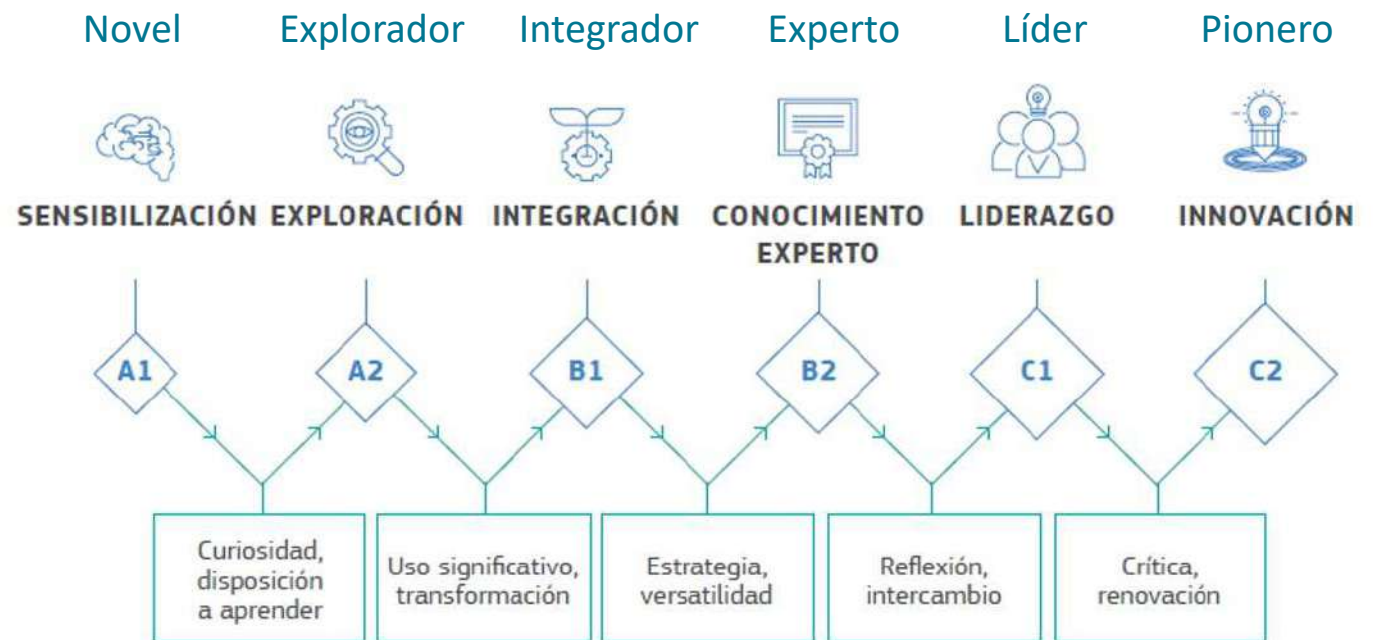 Novel Explorador Integrador Experto Líder Pionero
SENSIBILIZACIÓN EXPLORACIÓN INTEGRACIÓN CONOCIMIENTO LIDERAZGO INNOVACIÓN
EXPERTO
A1 A2 B1 B2 C1 C2
Curiosidad,
disposición
a aprender
Uso significativo,
transformación
Estrategia,
versatilidad
Reflexión,
intercambio
Crítica,
renovación